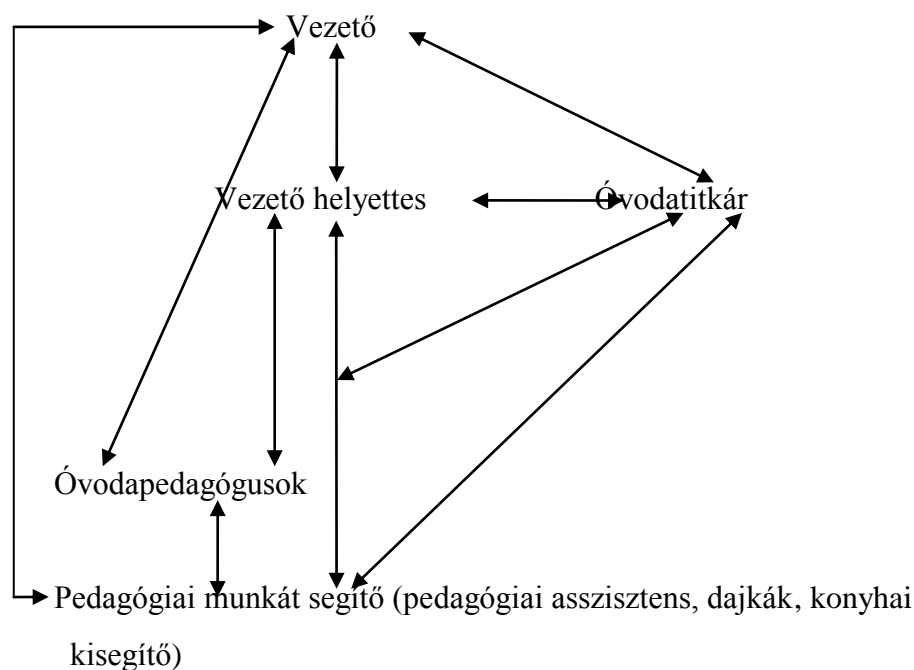 Vezető
Vezető helyettes
Óvodatitkár
Óvodapedagógusok
Pedagógiai munkát segítő (pedagógiai asszisztens, dajkák, konyhai
kisegítő)